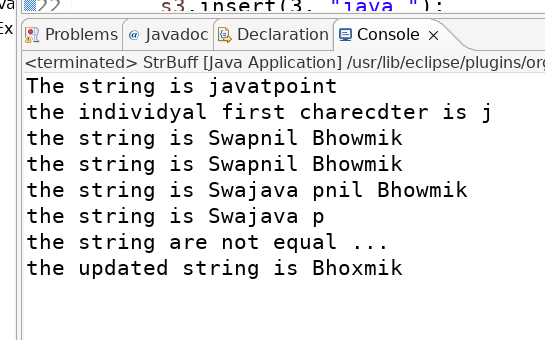 va
22 s3.insert(3, "java ");
Ex
Problems @ Javadoc Declaration Console
<terminated> StrBuff [Java Application] /usr/lib/eclipse/plugins/org
The string is javatpoint
the individyal first charecdter is j
the string is Swapnil Bhowmik
the string is Swapnil Bhowmik
the string is Swajava pnil Bhowmik
the string is Swajava p
the string are not equal ...
the updated string is Bhoxmik